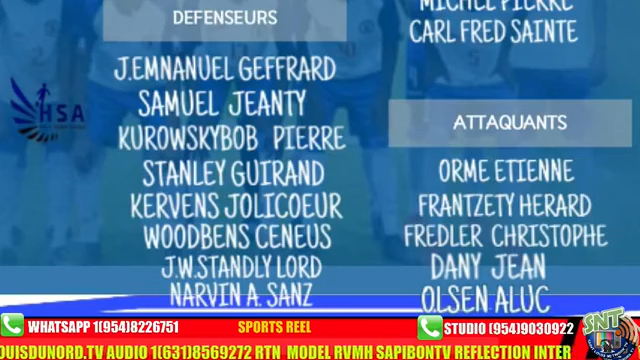 DEFENSEURS
J.EMNANUEL GEFFRARD
SAMUEL JEANTY
KUROWSKYBOB PIERRE
STANLEY GUIRAND
KERVENS JOLICOEUR
WOODBENS CENEUS
J.W.STANDLY LORD
NARVIN A. SANZ
MICHEL PIERRE
CARL FRED SAINTE
ATTAQUANTS
ORME ETIENNE
FRANTZETY HERARD
FREDLER CHRISTOPHE
DANY JEAN
OLSEN ALUC
HSA
WHATSAPP 1(954)8226751
SPORTS REEL
STUDIO (954)9030922
SNT
OUISDUNORD.TV AUDIO 1(631)8569272 RTN MODEL RVMH SAPIBONTV REFLECTION INTER